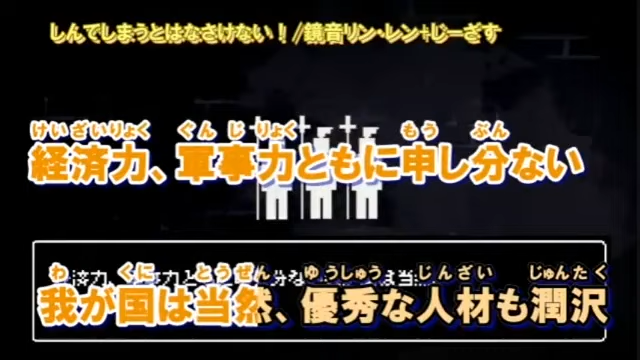 しんでしまうとはなさけない！/鏡音リン・レン+じーざす
けいざいりょく ぐんじりょく もう ぶん
経済力、軍事力ともに申し分ない
わ くに とうぜん ゆうしゅう じんざい じゅんたく
我が国は当然、優秀な人材も潤沢